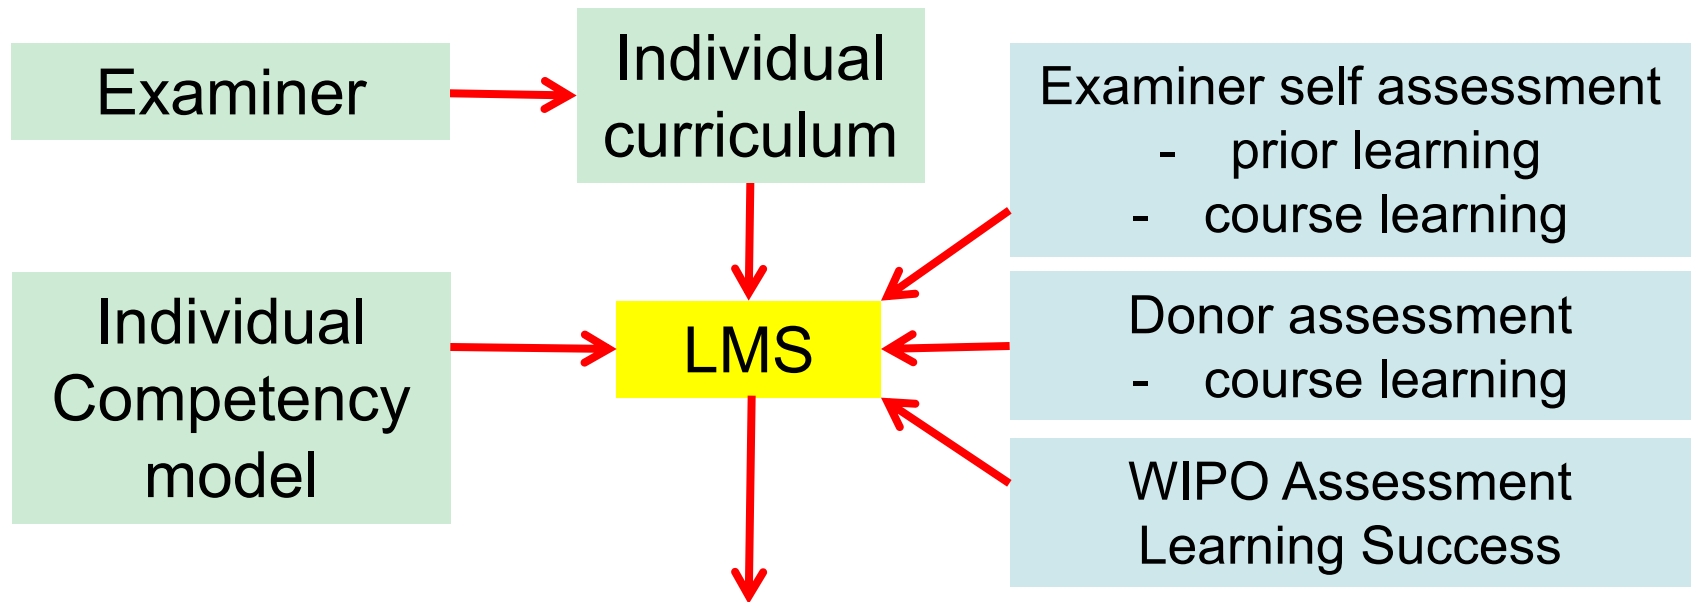 Examiner
Individual
curriculum
Examiner self assessment
- prior learning
- course learning
Individual
Competency
model
LMS
Donor assessment
- course learning
WIPO Assessment
Learning Success